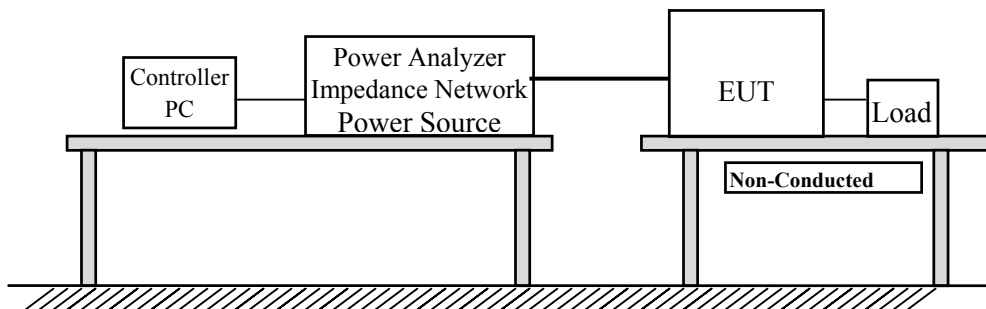 Controller
PC
Power Analyzer
Impedance Network
Power Source
EUT
Load
Non-Conducted